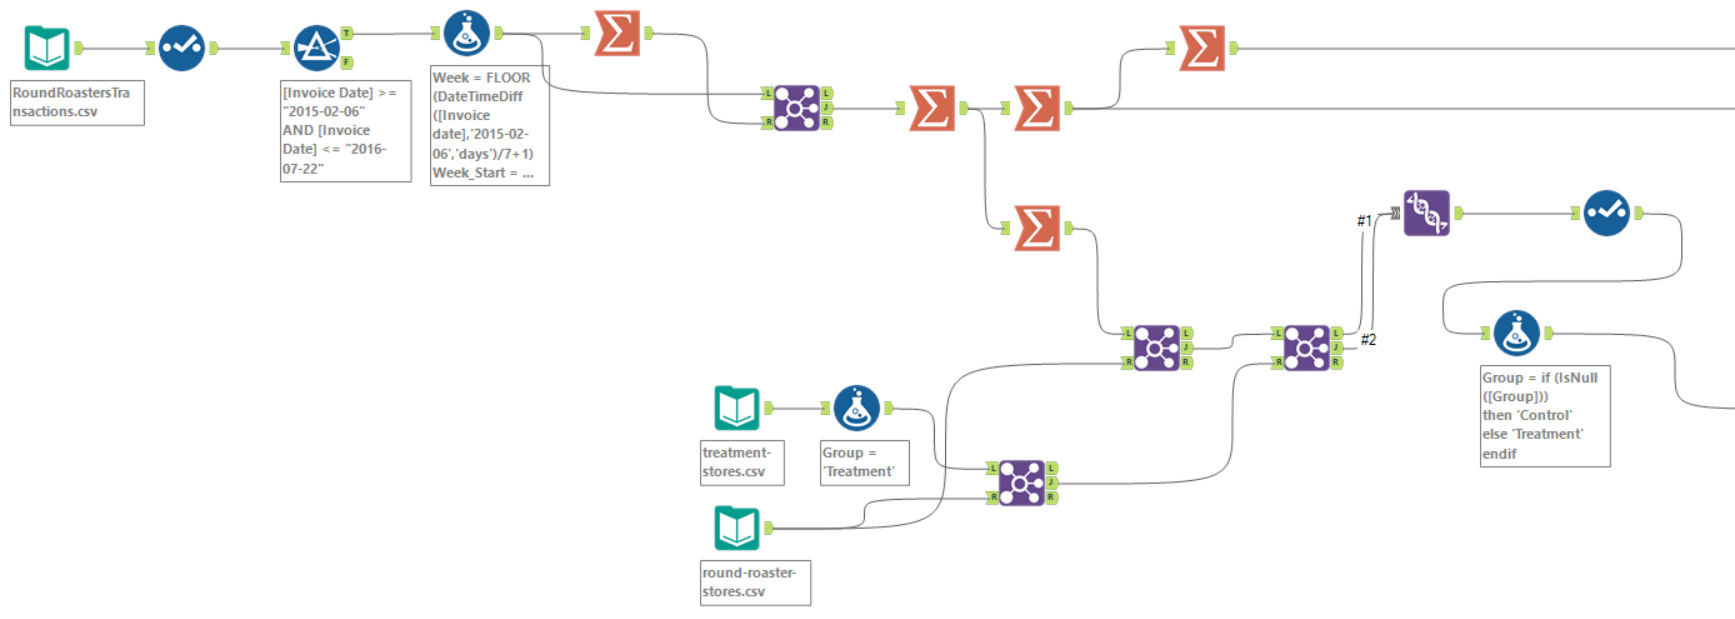 RoundRoastersTra
nsactions.csv
T
F
[Invoice Date] >=
"2015-02-06"
AND [Invoice
Date] <= "2016-
07-22"
Week = FLOOR
(DateTimeDiff
([Invoice
date],'2015-02-
06','days')/7+1)
Week_Start = ...
L
R
L
J
R
#1
#2
L
R
L
J
R
L
R
L
J
R
Group = if (IsNull
([Group]))
then 'Control'
else 'Treatment'
endif
treatment-
stores.csv
Group =
'Treatment'
L
R
L
J
R
round-roaster-
stores.csv